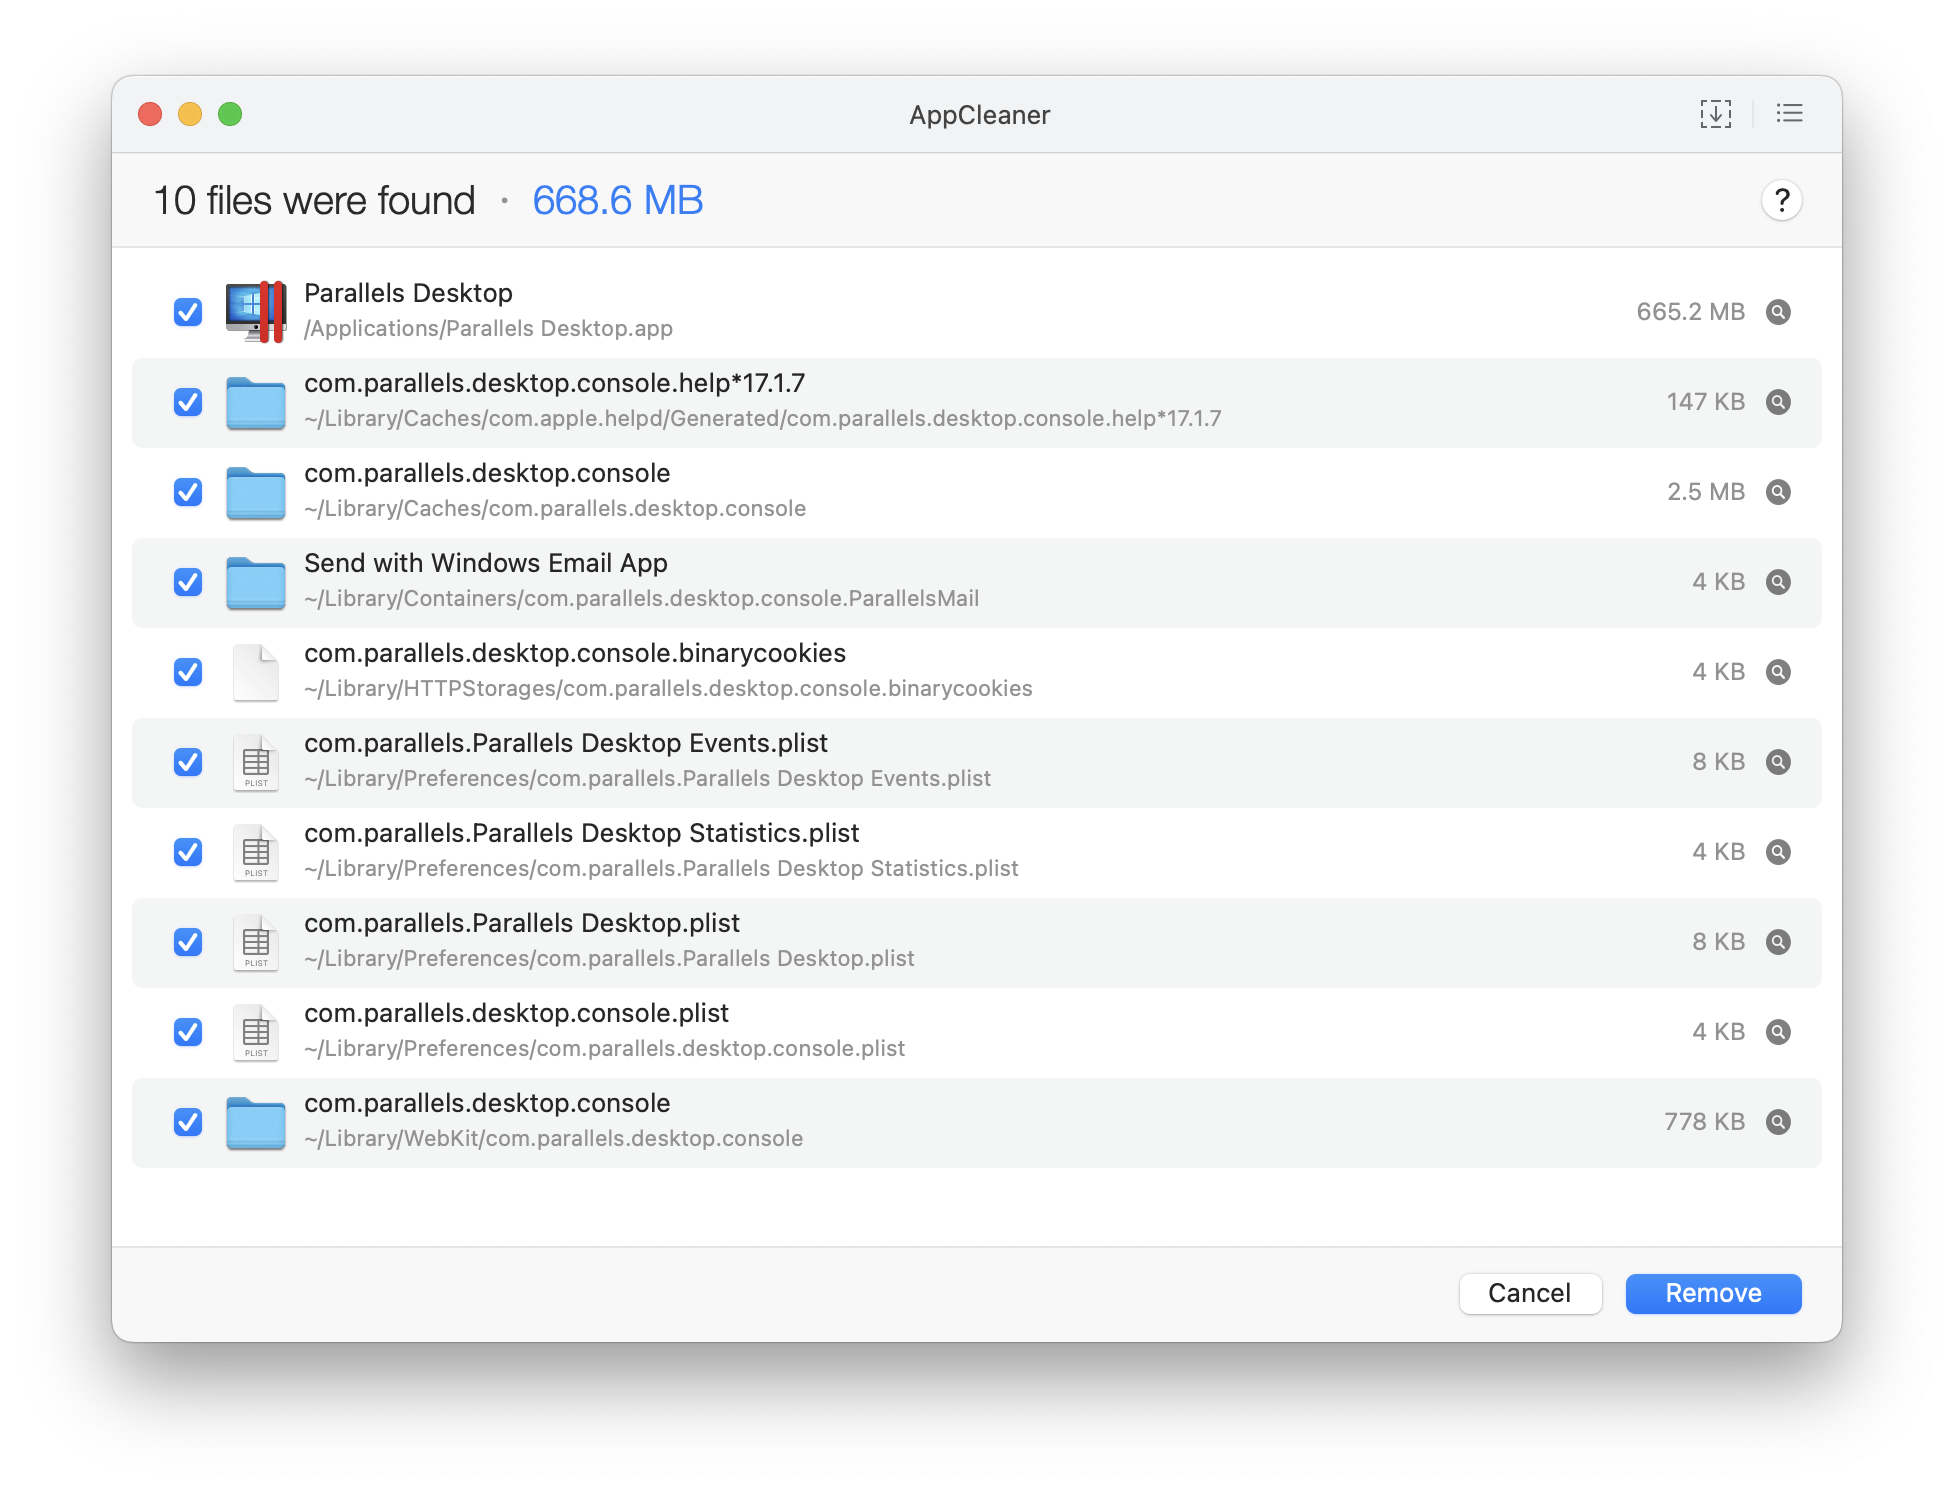 AppCleaner
10 files were found · 668.6 MB
?
Parallels Desktop
/Applications/Parallels Desktop.app
665.2 MB
com.parallels.desktop.console.help*17.1.7
~/Library/Caches/com.apple.helpd/Generated/com.parallels.desktop.console.help*17.1.7
147 KB
com.parallels.desktop.console
~/Library/Caches/com.parallels.desktop.console
2.5 MB
Send with Windows Email App
~/Library/Containers/com.parallels.desktop.console.ParallelsMail
4 KB
com.parallels.desktop.console.binarycookies
~/Library/HTTPStorages/com.parallels.desktop.console.binarycookies
4 KB
PLIST
com.parallels.Parallels Desktop Events.plist
~/Library/Preferences/com.parallels.Parallels Desktop Events.plist
8 KB
PLIST
com.parallels.Parallels Desktop Statistics.plist
~/Library/Preferences/com.parallels.Parallels Desktop Statistics.plist
4 KB
PLIST
com.parallels.Parallels Desktop.plist
~/Library/Preferences/com.parallels.Parallels Desktop.plist
8 KB
PLIST
com.parallels.desktop.console.plist
~/Library/Preferences/com.parallels.desktop.console.plist
4 KB
com.parallels.desktop.console
~/Library/WebKit/com.parallels.desktop.console
778 KB
Cancel
Remove